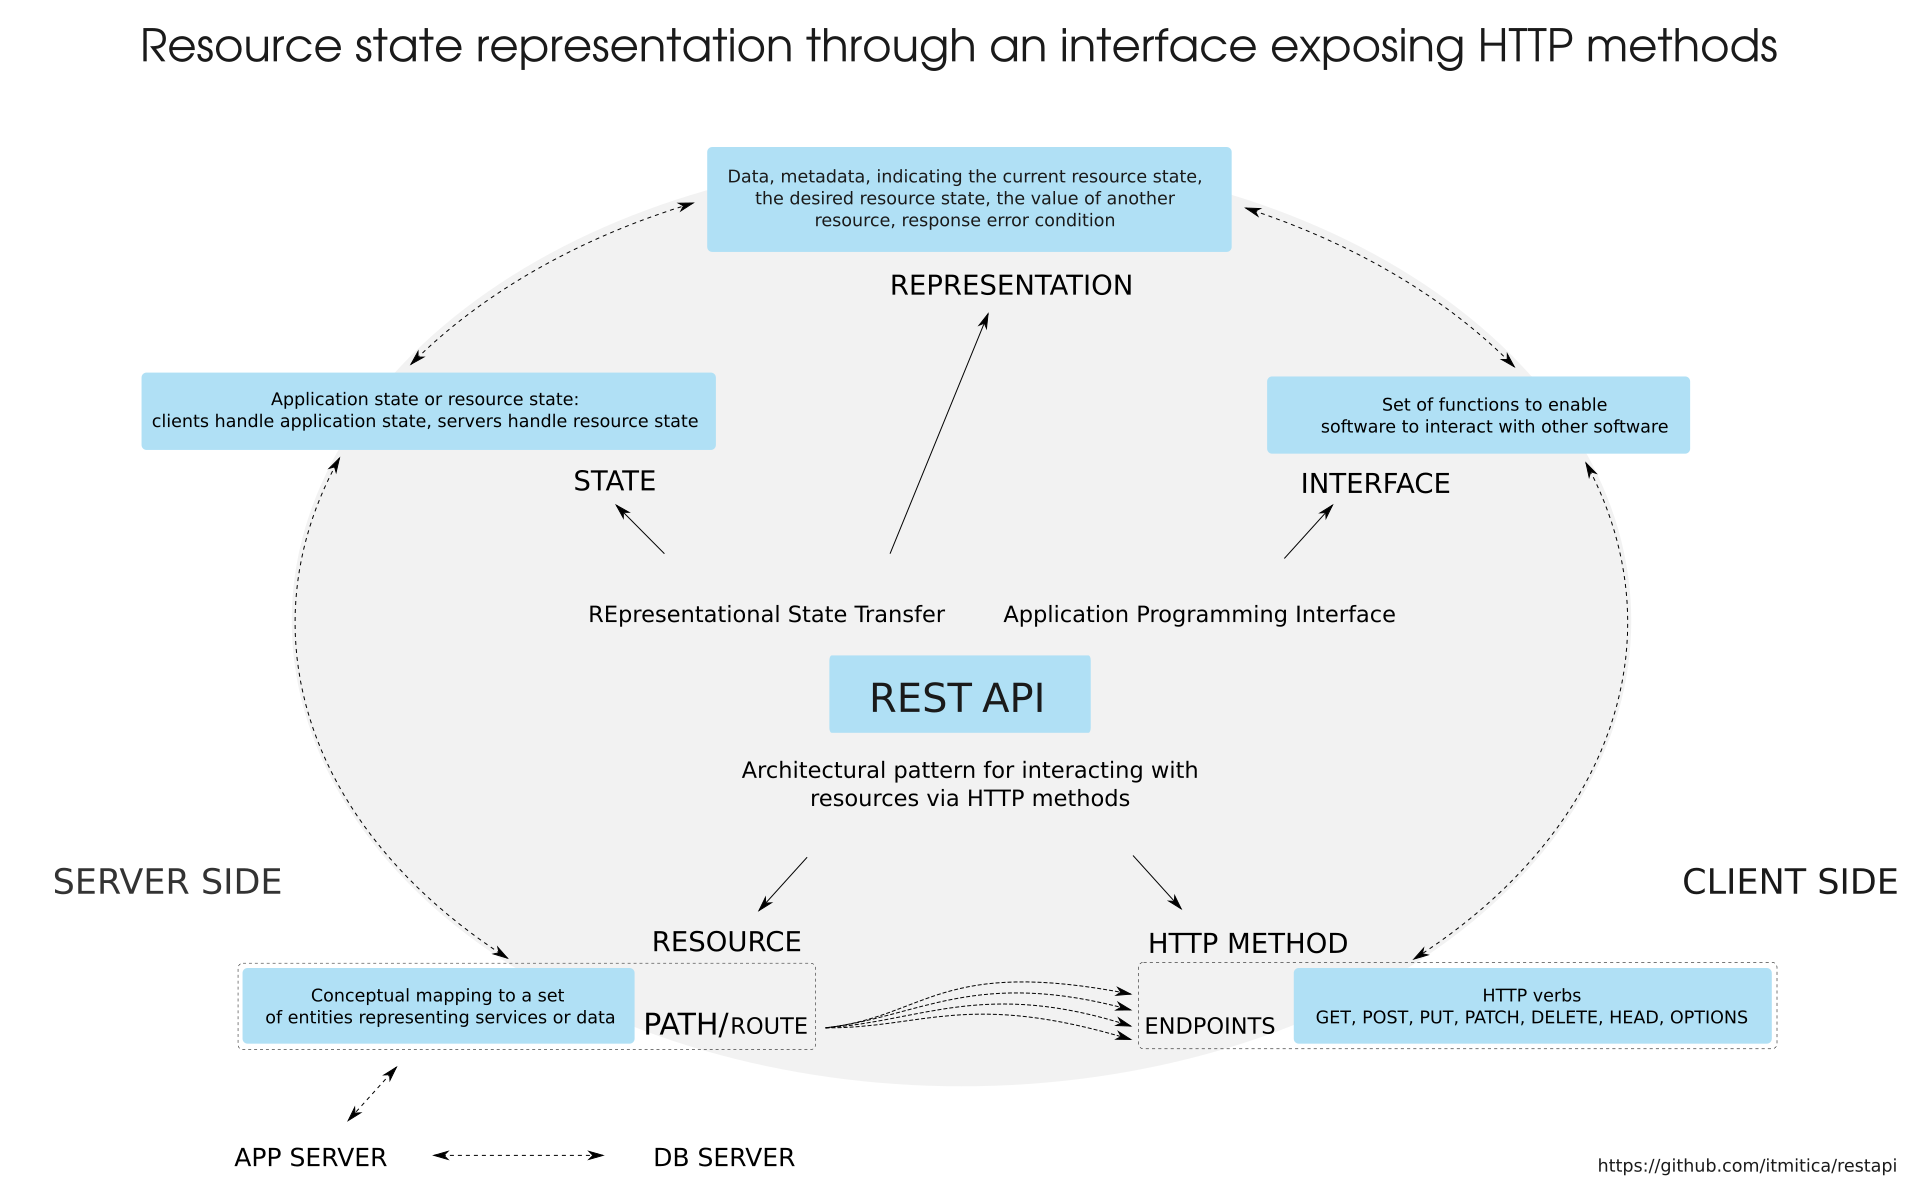 Resource state representation through an interface exposing HTTP methods
Data, metadata, indicating the current resource state,
the desired resource state, the value of another
resource, response error condition
REPRESENTATION
Application state or resource state:
clients handle application state, servers handle resource state
STATE
Set of functions to enable
software to interact with other software
INTERFACE
REpresentational State Transfer
Application Programming Interface
REST API
Architectural pattern for interacting with
resources via HTTP methods
SERVER SIDE
CLIENT SIDE
RESOURCE
Conceptual mapping to a set
of entities representing services or data
PATH/ROUTE
HTTP METHOD
ENDPOINTS
HTTP verbs
GET, POST, PUT, PATCH, DELETE, HEAD, OPTIONS
APP SERVER
DB SERVER
https://github.com/itmitica/restapi